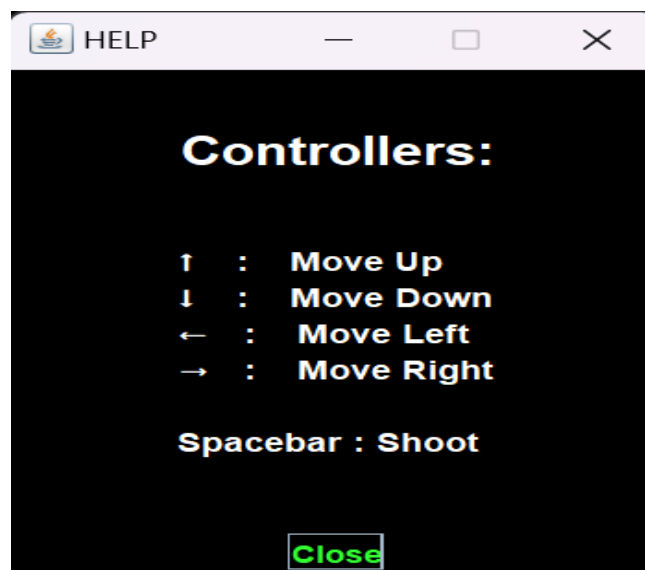 HELP
Controllers:
↑ : Move Up
↓ : Move Down
← : Move Left
→ : Move Right
Spacebar : Shoot
Close